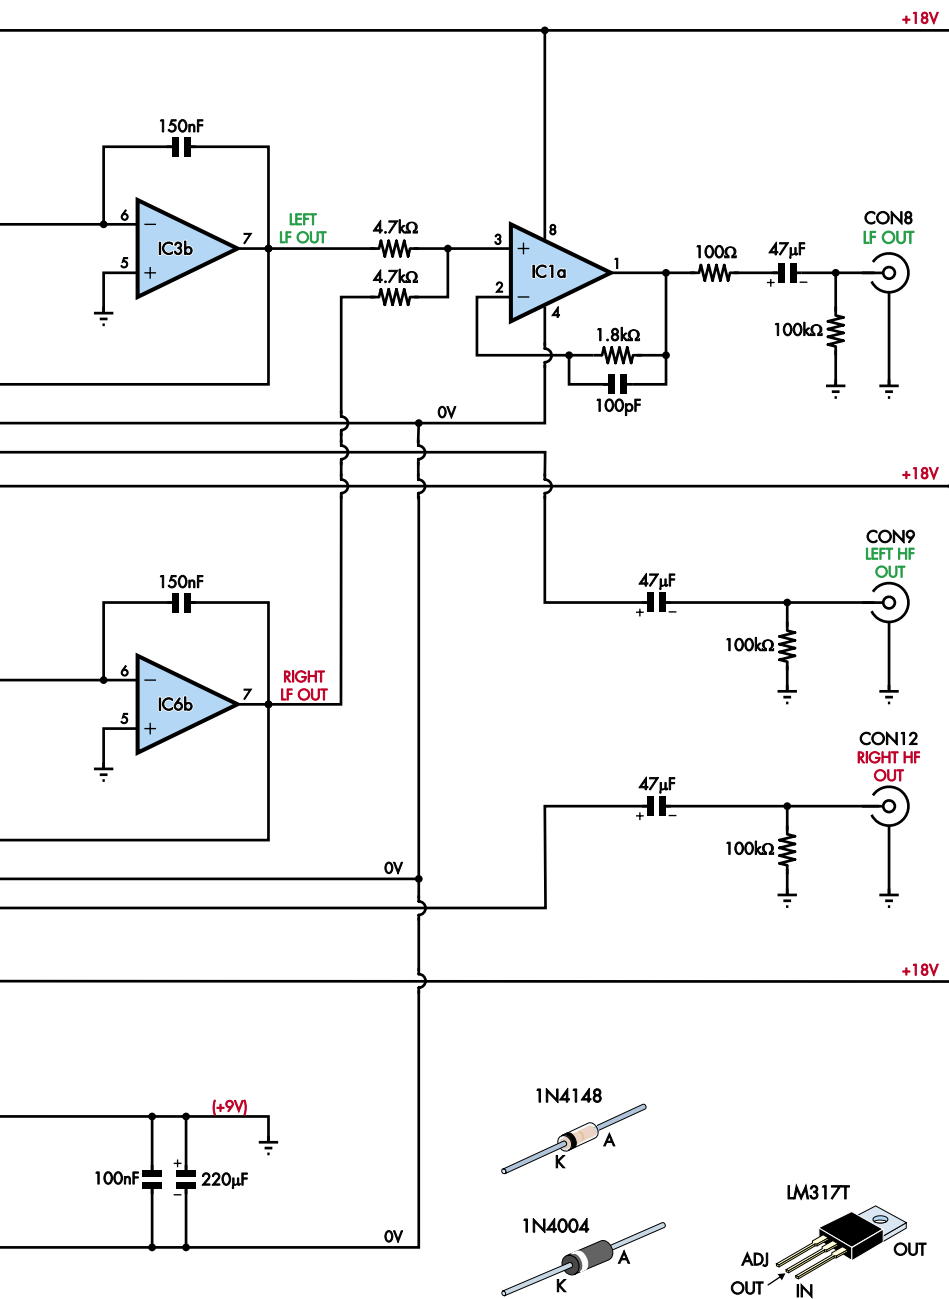 +18V
150nF
6
−
IC3b
7
5
+
LEFT
LF OUT
4.7kΩ
4.7kΩ
3
+
8
IC1a
1
2
−
4
1.8kΩ
100pF
100Ω
47µF
+
−
100kΩ
CON8
LF OUT
0V
+18V
CON9
LEFT HF
OUT
47µF
+
−
100kΩ
150nF
6
−
IC6b
7
5
+
RIGHT
LF OUT
CON12
RIGHT HF
OUT
47µF
+
−
100kΩ
0V
+18V
(+9V)
100nF
+
220µF
−
0V
1N4148
K
A
1N4004
K
A
LM317T
ADJ
OUT
IN
OUT